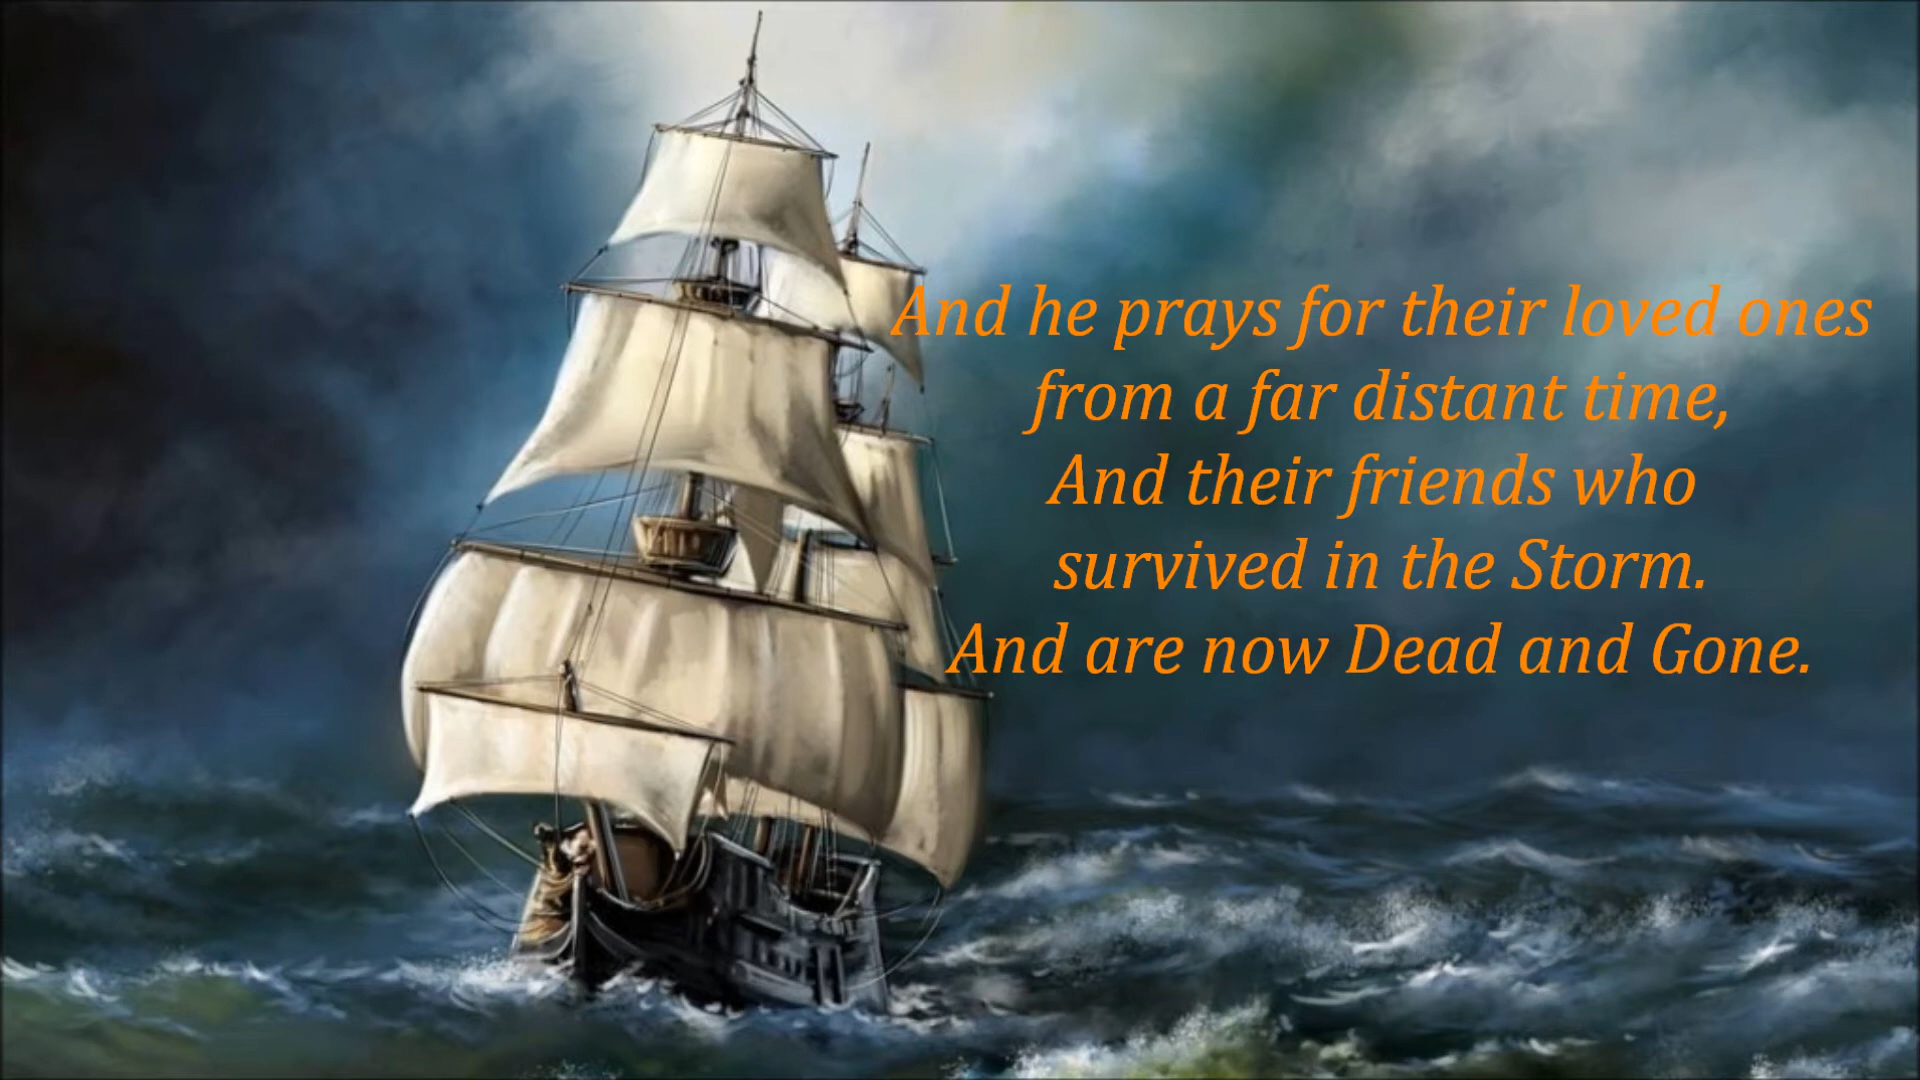 And he prays for their loved ones
from a far distant time,
And their friends who
survived in the Storm.
And are now Dead and Gone.